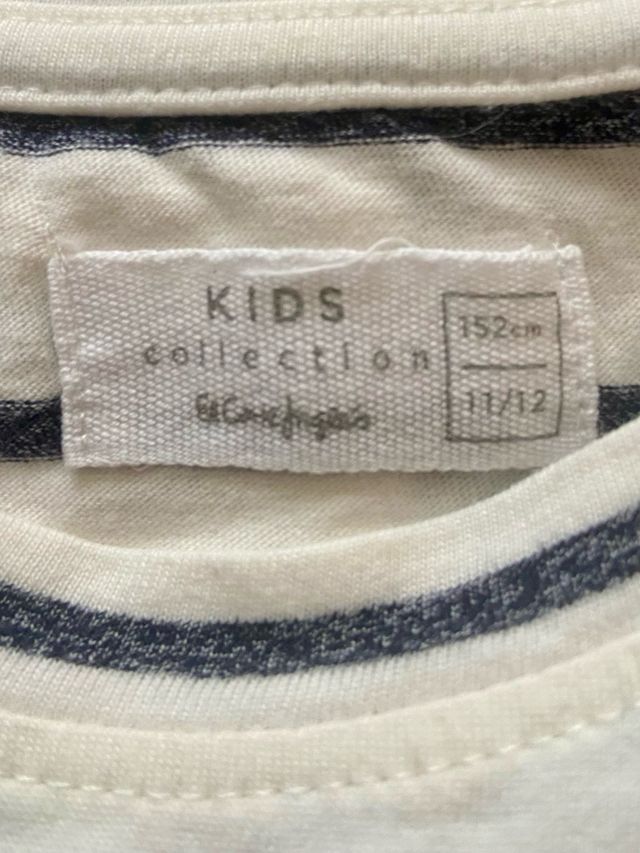 KIDS
collection
El Corte Inglés
152cm
11/12